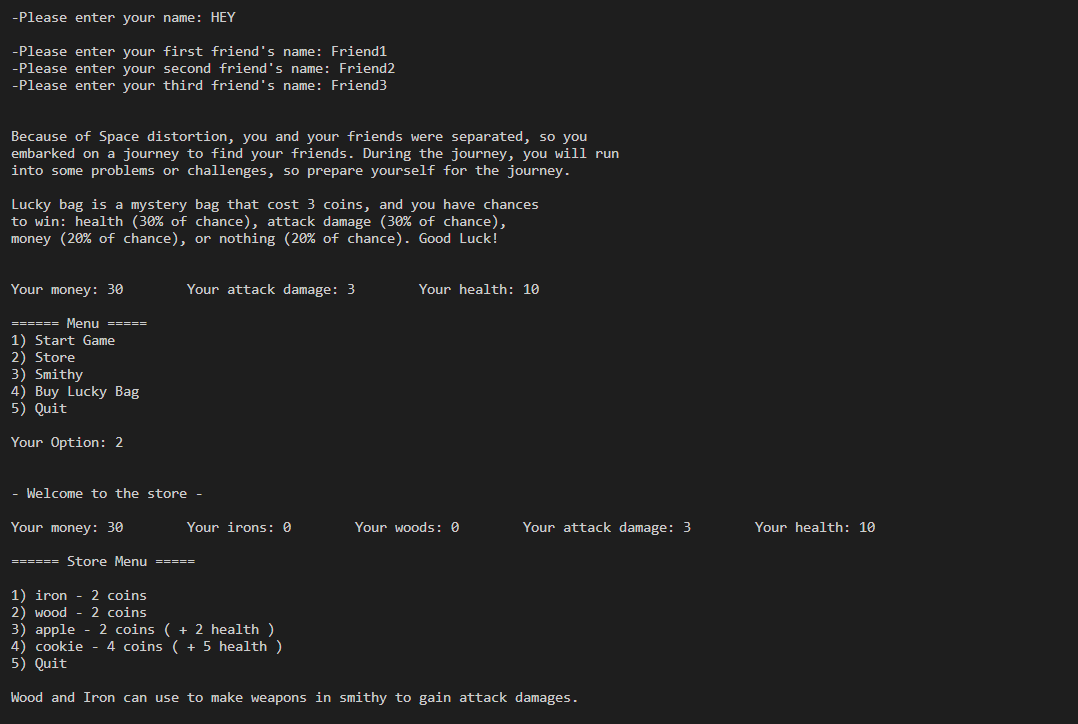 -Please enter your name: HEY
-Please enter your first friend's name: Friend1
-Please enter your second friend's name: Friend2
-Please enter your third friend's name: Friend3
Because of Space distortion, you and your friends were separated, so you
embarked on a journey to find your friends. During the journey, you will run
into some problems or challenges, so prepare yourself for the journey.
Lucky bag is a mystery bag that cost 3 coins, and you have chances
to win: health (30% of chance), attack damage (30% of chance),
money (20% of chance), or nothing (20% of chance). Good Luck!
Your money: 30 Your attack damage: 3 Your health: 10
====== Menu =====
1) Start Game
2) Store
3) Smithy
4) Buy Lucky Bag
5) Quit
Your Option: 2
- Welcome to the store -
Your money: 30 Your irons: 0 Your woods: 0 Your attack damage: 3 Your health: 10
====== Store Menu =====
1) iron - 2 coins
2) wood - 2 coins
3) apple - 2 coins ( + 2 health )
4) cookie - 4 coins ( + 5 health )
5) Quit
Wood and Iron can use to make weapons in smithy to gain attack damages.